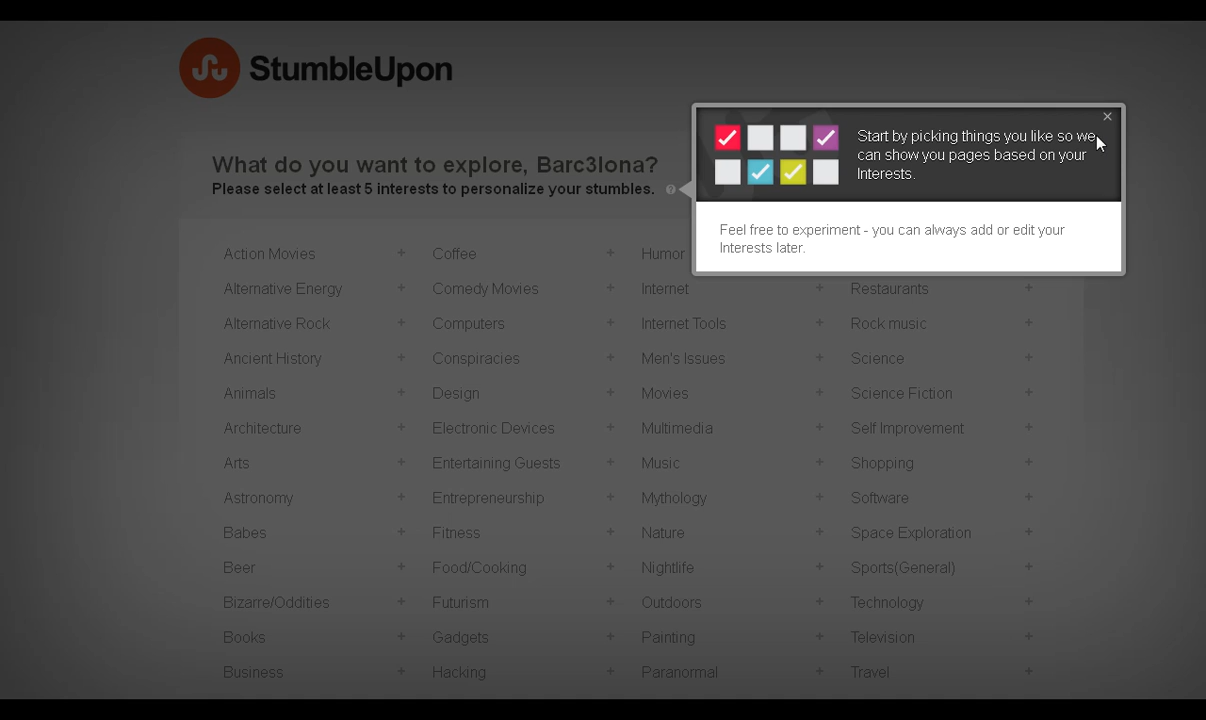 StumbleUpon
Start by picking things you like so we
can show you pages based on your
Interests.
Feel free to experiment - you can always add or edit your
Interests later.
What do you want to explore, Barc3lona?
Please select at least 5 interests to personalize your stumbles. ?
Action Movies + Coffee + Humor
Alternative Energy + Comedy Movies + Internet + Restaurants +
Alternative Rock + Computers + Internet Tools + Rock music +
Ancient History + Conspiracies + Men's Issues + Science +
Animals + Design + Movies + Science Fiction +
Architecture + Electronic Devices + Multimedia + Self Improvement +
Arts + Entertaining Guests + Music + Shopping +
Astronomy + Entrepreneurship + Mythology + Software +
Babes + Fitness + Nature + Space Exploration +
Beer + Food/Cooking + Nightlife + Sports(General) +
Bizarre/Oddities + Futurism + Outdoors + Technology +
Books + Gadgets + Painting + Television +
Business + Hacking + Paranormal + Travel +